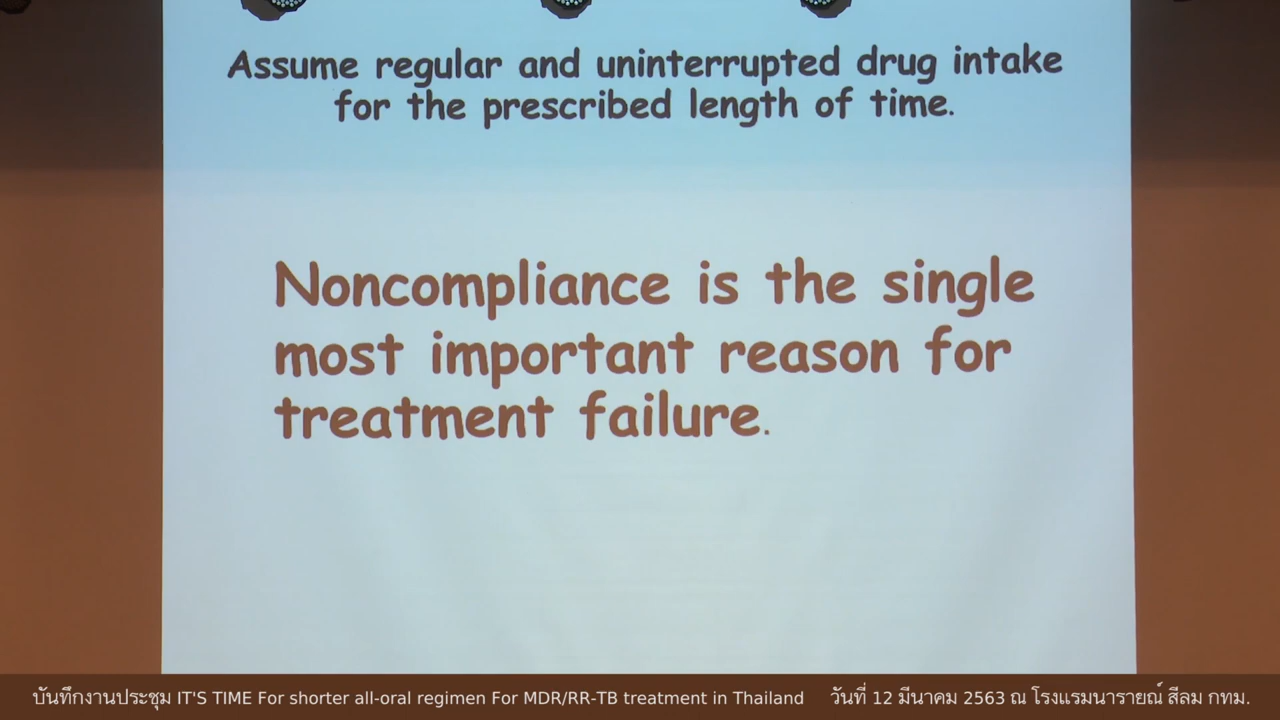 Assume regular and uninterrupted drug intake
for the prescribed length of time.
Noncompliance is the single
most important reason for
treatment failure.
บันทึกงานประชุม IT'S TIME For shorter all-oral regimen For MDR/RR-TB treatment in Thailand วันที่ 12 มีนาคม 2563 ณ โรงแรมนารายณ์ สีลม กทม.